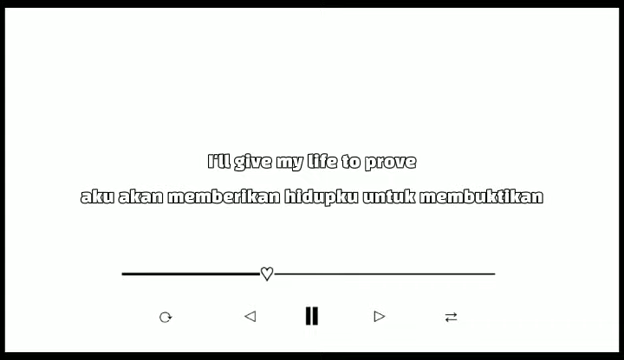 I'll give my life to prove
aku akan memberikan hidupku untuk membuktikan